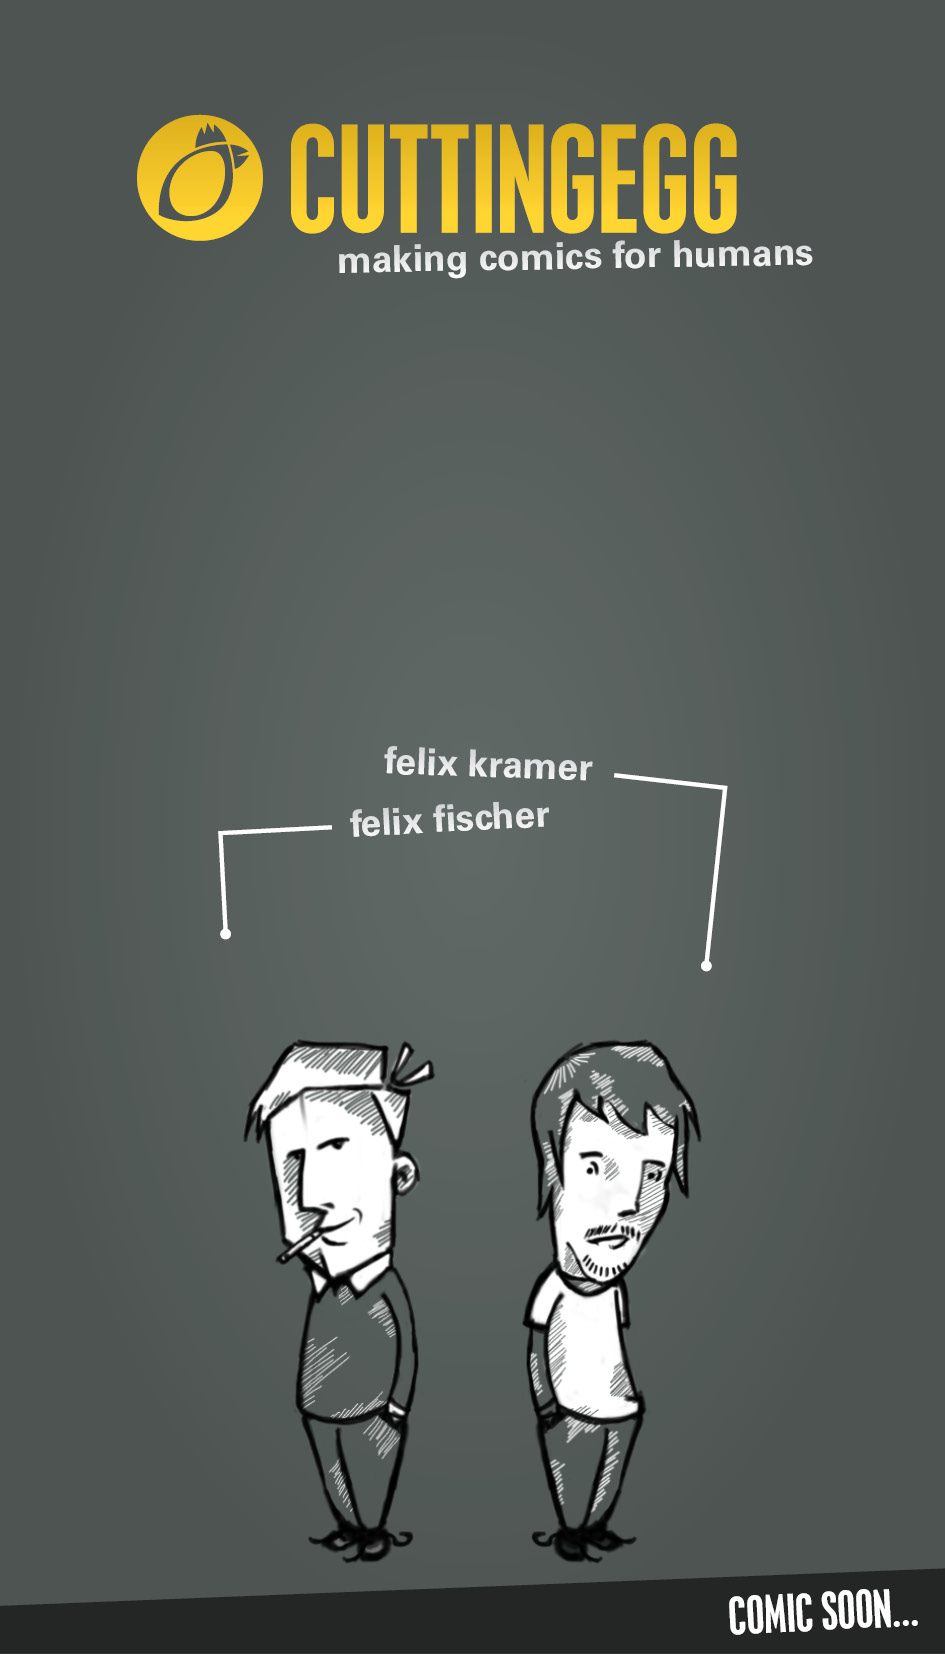 CUTTINGEGG
making comics for humans
felix kramer
felix fischer
COMIC SOON...